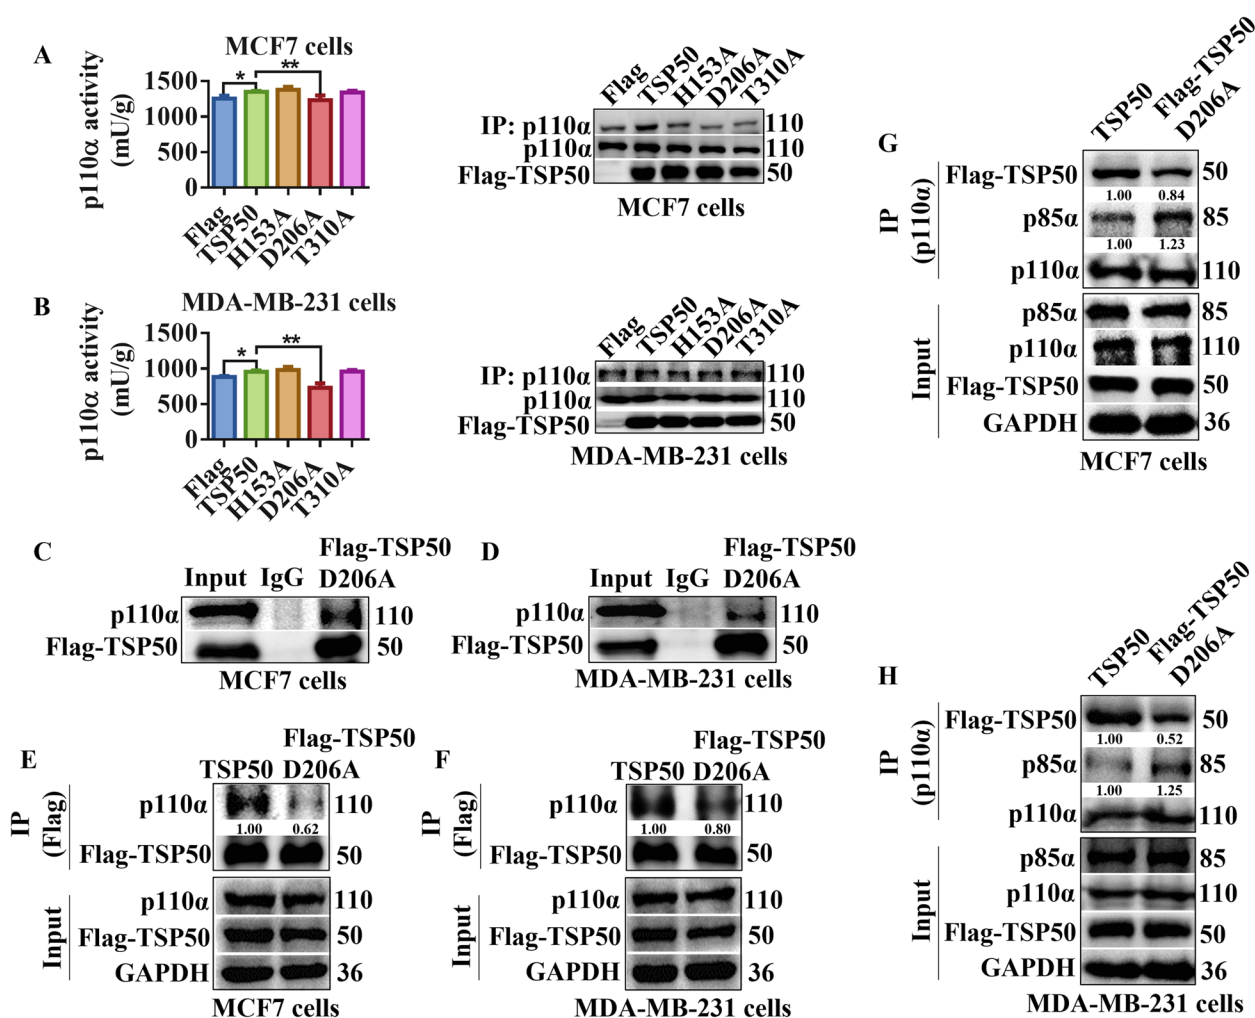 A
MCF7 cells
p110α activity
(mU/g)
1500
1000
500
0
*
**
Flag
TSP50
H153A
D206A
T310A
Flag
TSP50
H153A
D206A
T310A
IP: p110α 110
p110α 110
Flag-TSP50 50
MCF7 cells
B
MDA-MB-231 cells
p110α activity
(mU/g)
1500
1000
500
0
*
**
Flag
TSP50
H153A
D206A
T310A
Flag
TSP50
H153A
D206A
T310A
IP: p110α 110
p110α 110
Flag-TSP50 50
MDA-MB-231 cells
C
Flag-TSP50
Input IgG D206A
p110α 110
Flag-TSP50 50
MCF7 cells
D
Flag-TSP50
Input IgG D206A
p110α 110
Flag-TSP50 50
MDA-MB-231 cells
E
Flag-TSP50
TSP50 D206A
IP
(Flag)
p110α 110
1.00 0.62
Flag-TSP50 50
Input
p110α 110
Flag-TSP50 50
GAPDH 36
MCF7 cells
F
Flag-TSP50
TSP50 D206A
IP
(Flag)
p110α 110
1.00 0.80
Flag-TSP50 50
Input
p110α 110
Flag-TSP50 50
GAPDH 36
MDA-MB-231 cells
G
TSP50
Flag-TSP50
D206A
IP
(p110α)
Flag-TSP50 50
1.00 0.84
p85α 85
1.00 1.23
p110α 110
Input
p85α 85
p110α 110
Flag-TSP50 50
GAPDH 36
MCF7 cells
H
TSP50
Flag-TSP50
D206A
IP
(p110α)
Flag-TSP50 50
1.00 0.52
p85α 85
1.00 1.25
p110α 110
Input
p85α 85
p110α 110
Flag-TSP50 50
GAPDH 36
MDA-MB-231 cells